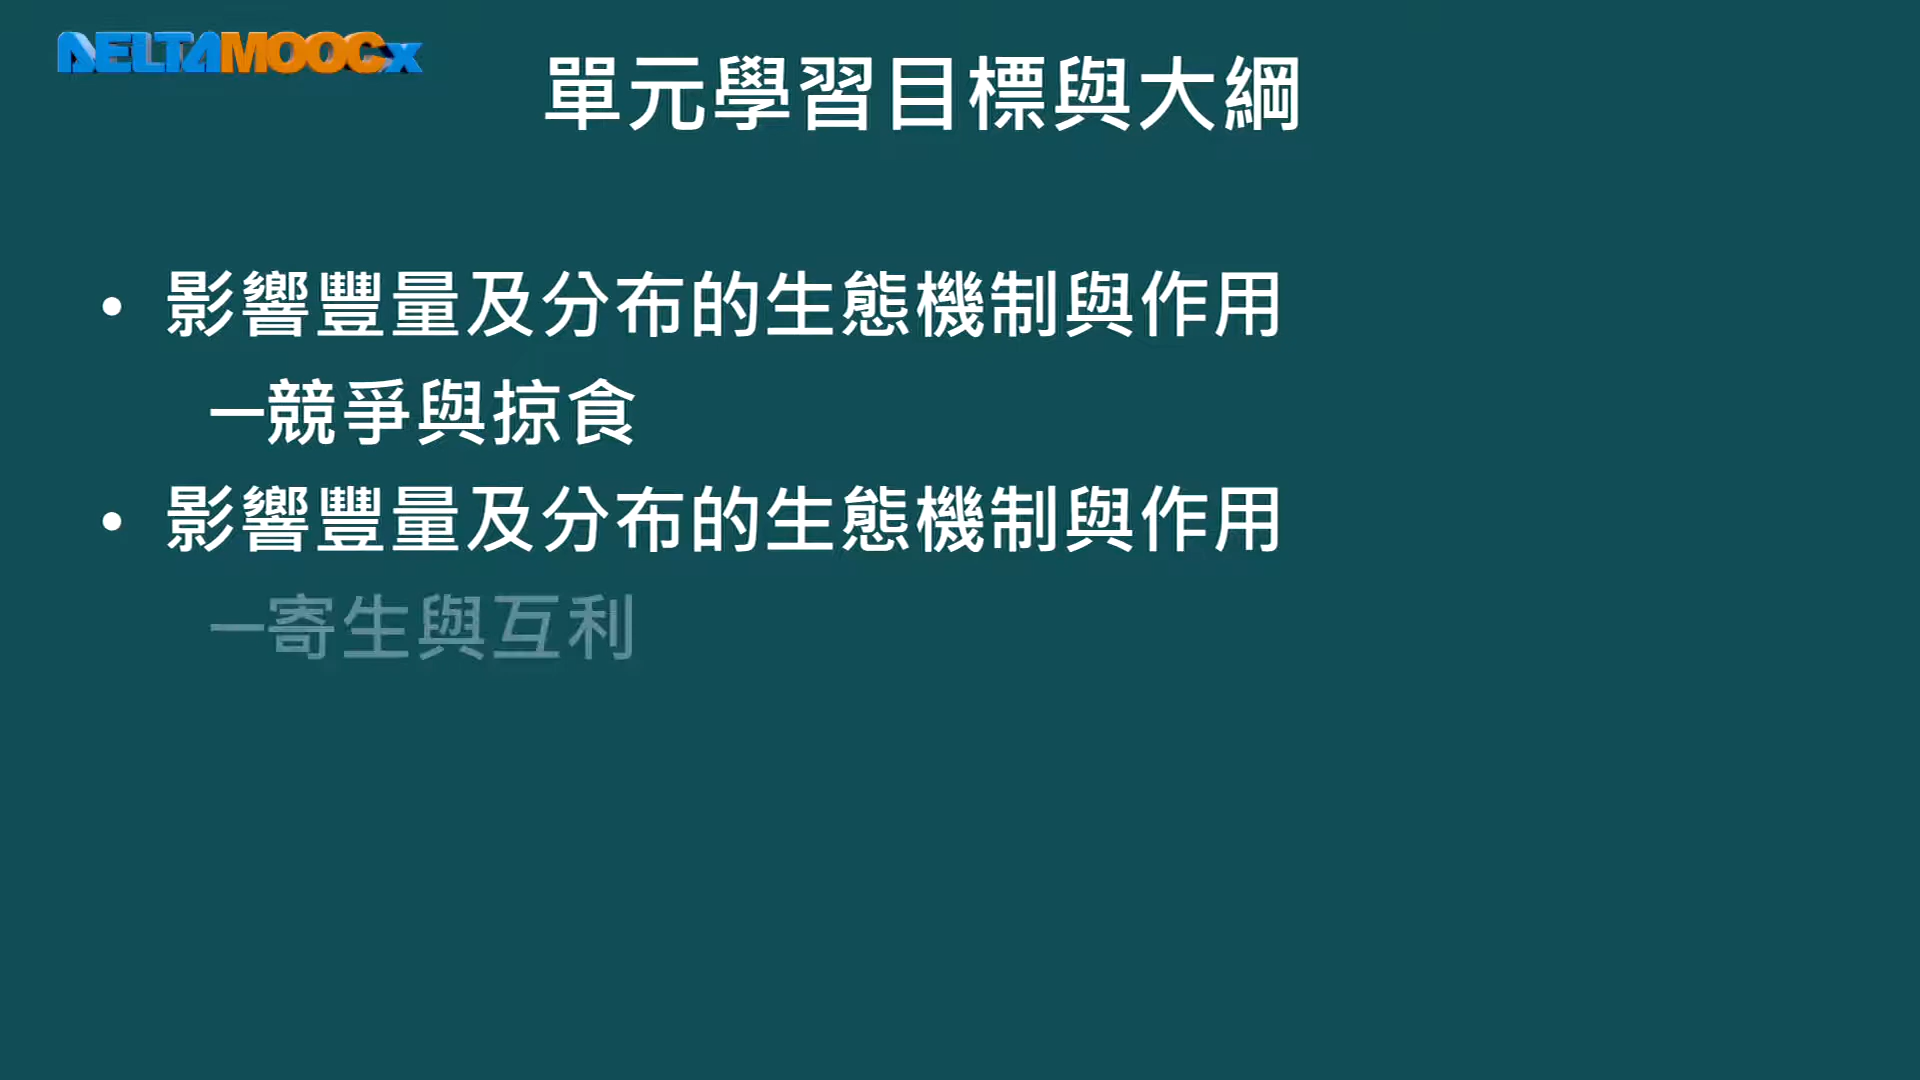 DELTAMOOCx
單元學習目標與大綱
• 影響豐量及分布的生態機制與作用
—競爭與掠食
• 影響豐量及分布的生態機制與作用
—寄生與互利